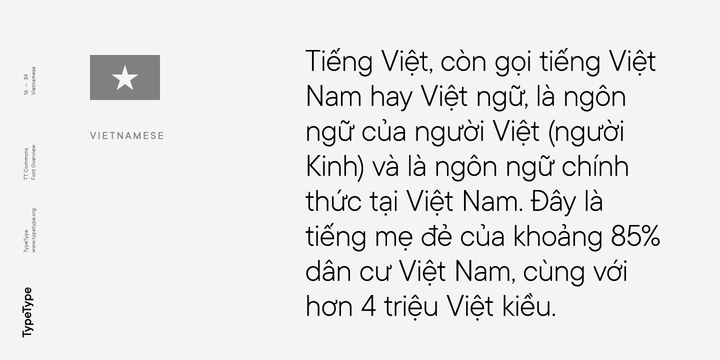 16 — 34
Vietnamese
TT Commons
Font Overview
TypeType
www.typetype.org
TypeType
VIETNAMESE
Tiếng Việt, còn gọi tiếng Việt
Nam hay Việt ngữ, là ngôn
ngữ của người Việt (người
Kinh) và là ngôn ngữ chính
thức tại Việt Nam. Đây là
tiếng mẹ đẻ của khoảng 85%
dân cư Việt Nam, cùng với
hơn 4 triệu Việt kiều.